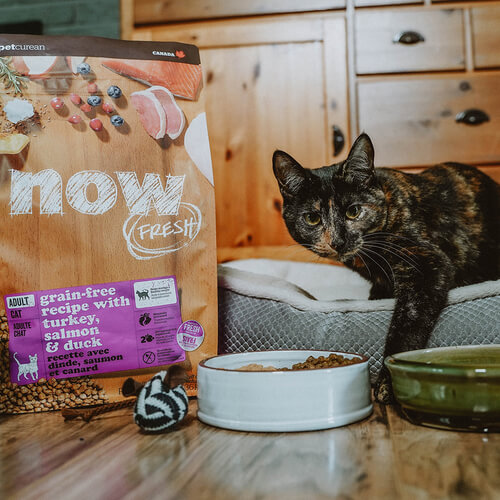 petcurean
CANADA
now
FRESH
ADULT
CAT
ADULTE
CHAT
grain-free
recipe with
turkey,
salmon
& duck
recette avec
dinde, saumon
et canard
FRESH